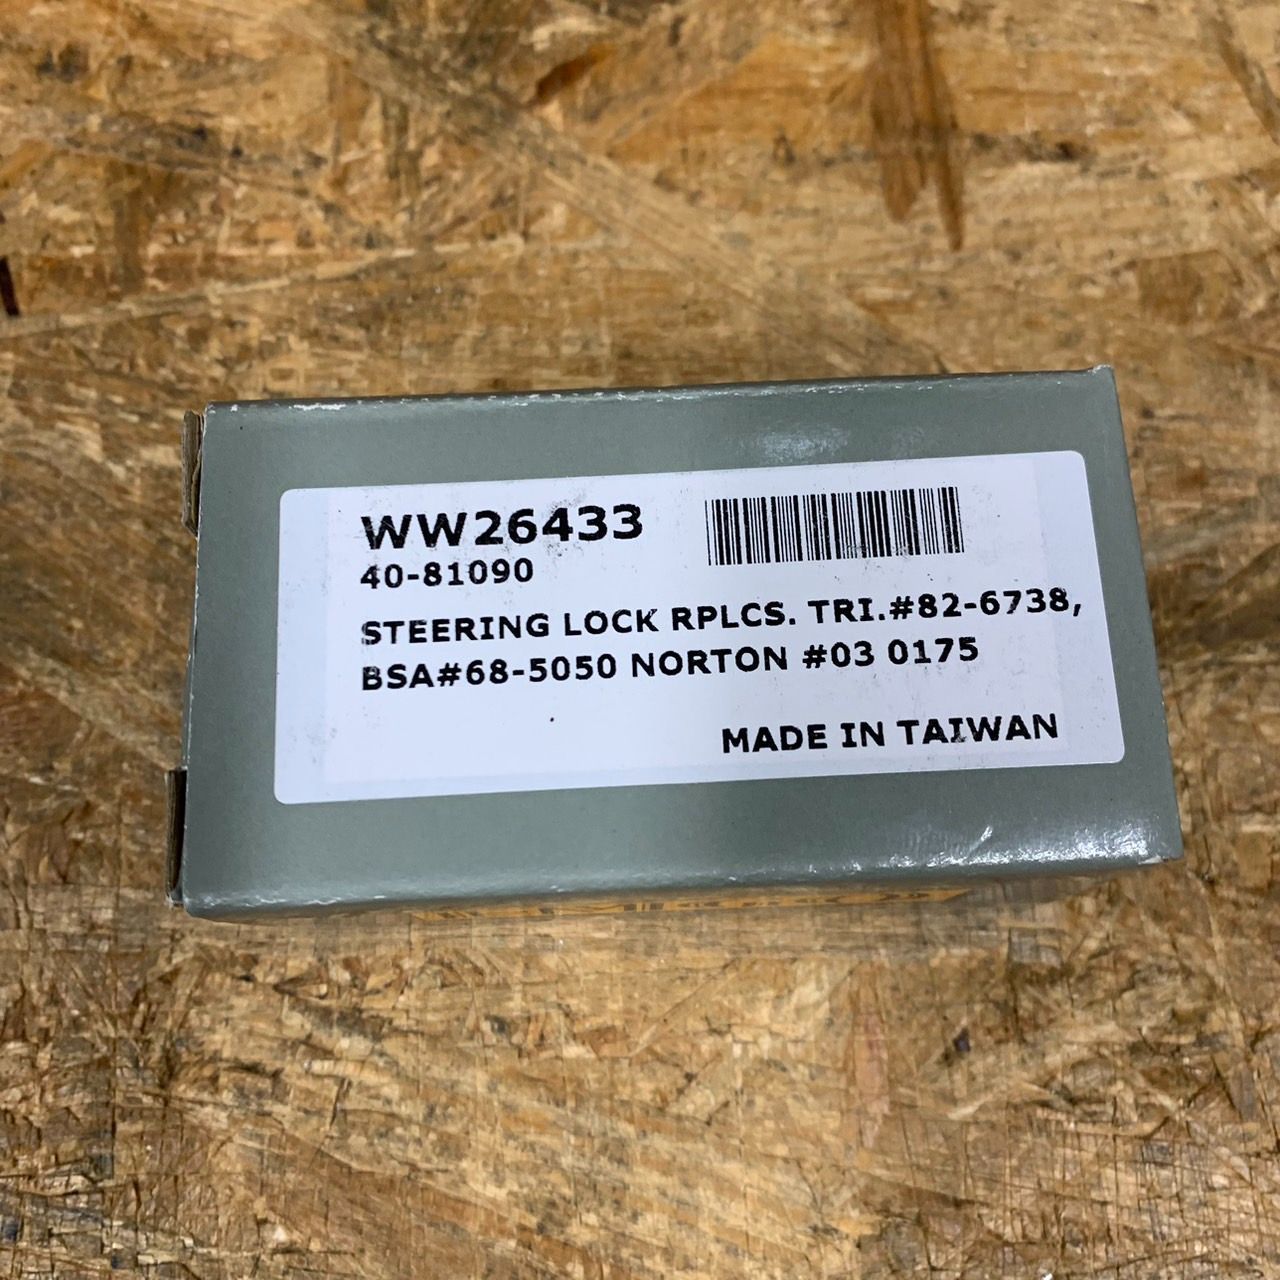 WW26433
40-81090
STEERING LOCK RPLCS. TRI.#82-6738,
BSA#68-5050 NORTON #03 0175
MADE IN TAIWAN